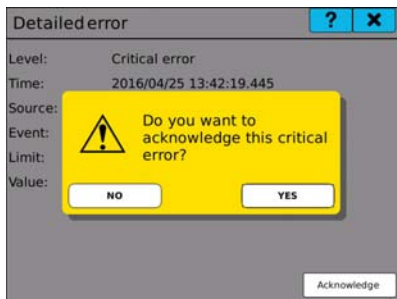 Detailed error
?
Level: Critical error
Time: 2016/04/25 13:42:19.445
Source:
Event:
Limit:
Value:
Do you want to
acknowledge this critical
error?
NO
YES
Acknowledge